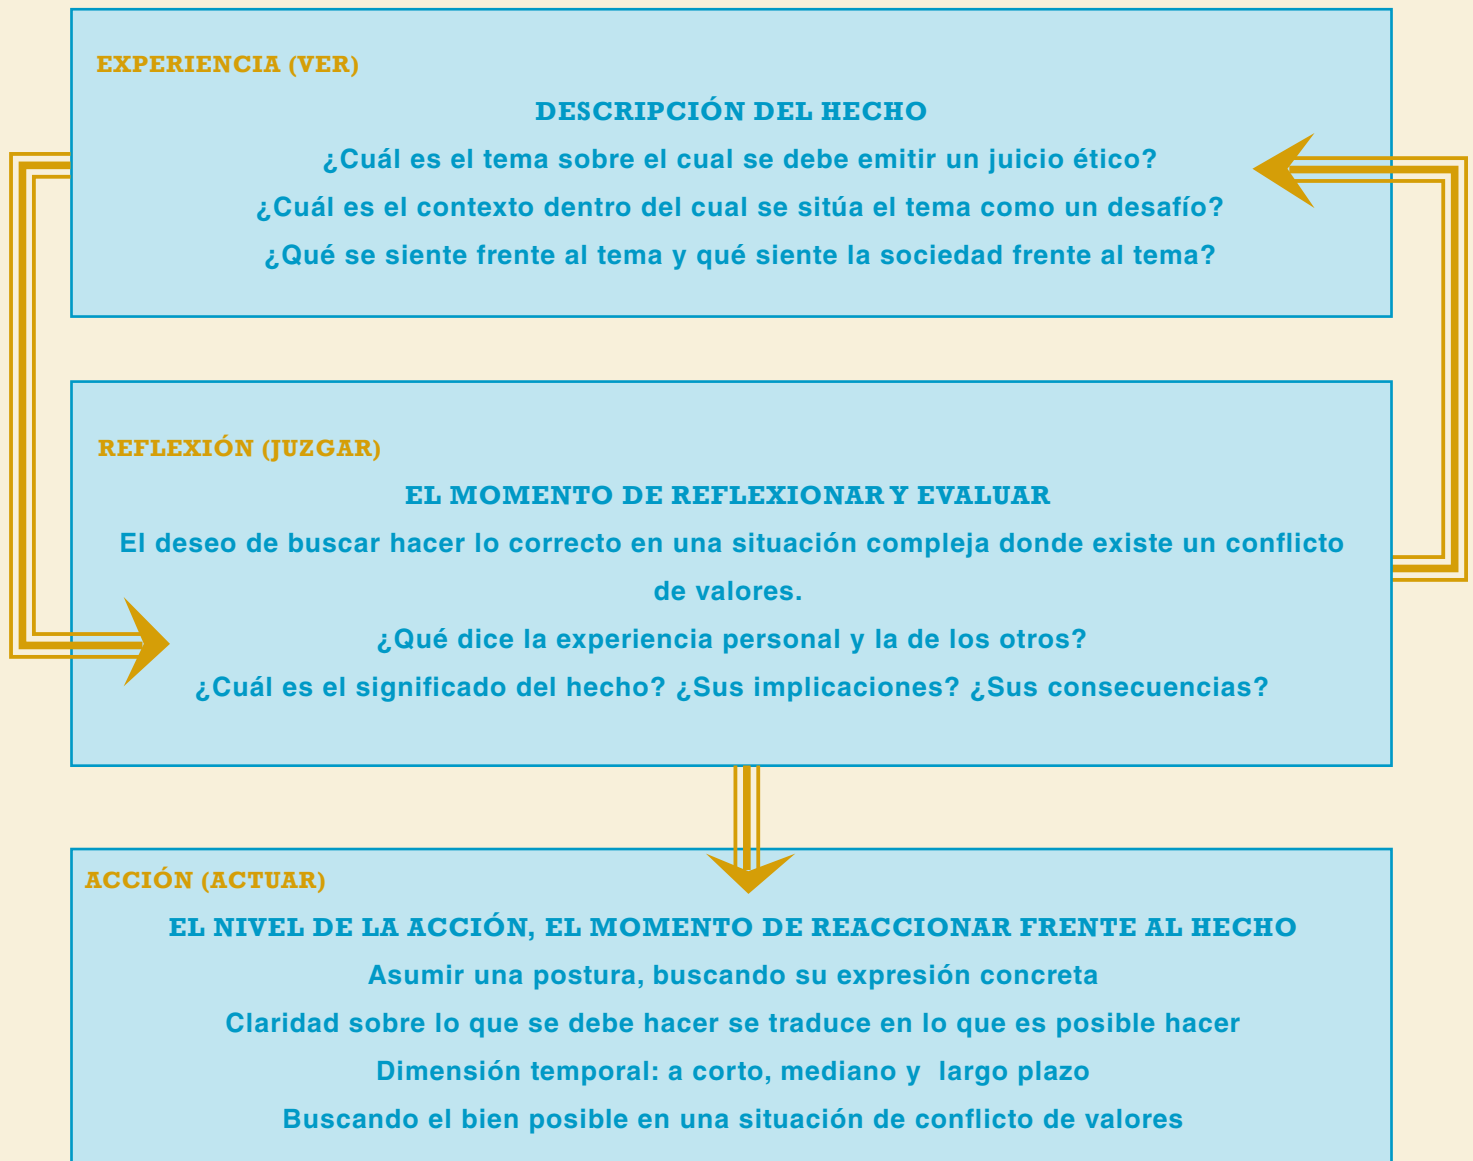 EXPERIENCIA (VER)
DESCRIPCIÓN DEL HECHO
¿Cuál es el tema sobre el cual se debe emitir un juicio ético?
¿Cuál es el contexto dentro del cual se sitúa el tema como un desafío?
¿Qué se siente frente al tema y qué siente la sociedad frente al tema?
REFLEXIÓN (JUZGAR)
EL MOMENTO DE REFLEXIONAR Y EVALUAR
El deseo de buscar hacer lo correcto en una situación compleja donde existe un conflicto
de valores.
¿Qué dice la experiencia personal y la de los otros?
¿Cuál es el significado del hecho? ¿Sus implicaciones? ¿Sus consecuencias?
ACCIÓN (ACTUAR)
EL NIVEL DE LA ACCIÓN, EL MOMENTO DE REACCIONAR FRENTE AL HECHO
Asumir una postura, buscando su expresión concreta
Claridad sobre lo que se debe hacer se traduce en lo que es posible hacer
Dimensión temporal: a corto, mediano y  largo plazo
Buscando el bien posible en una situación de conflicto de valores